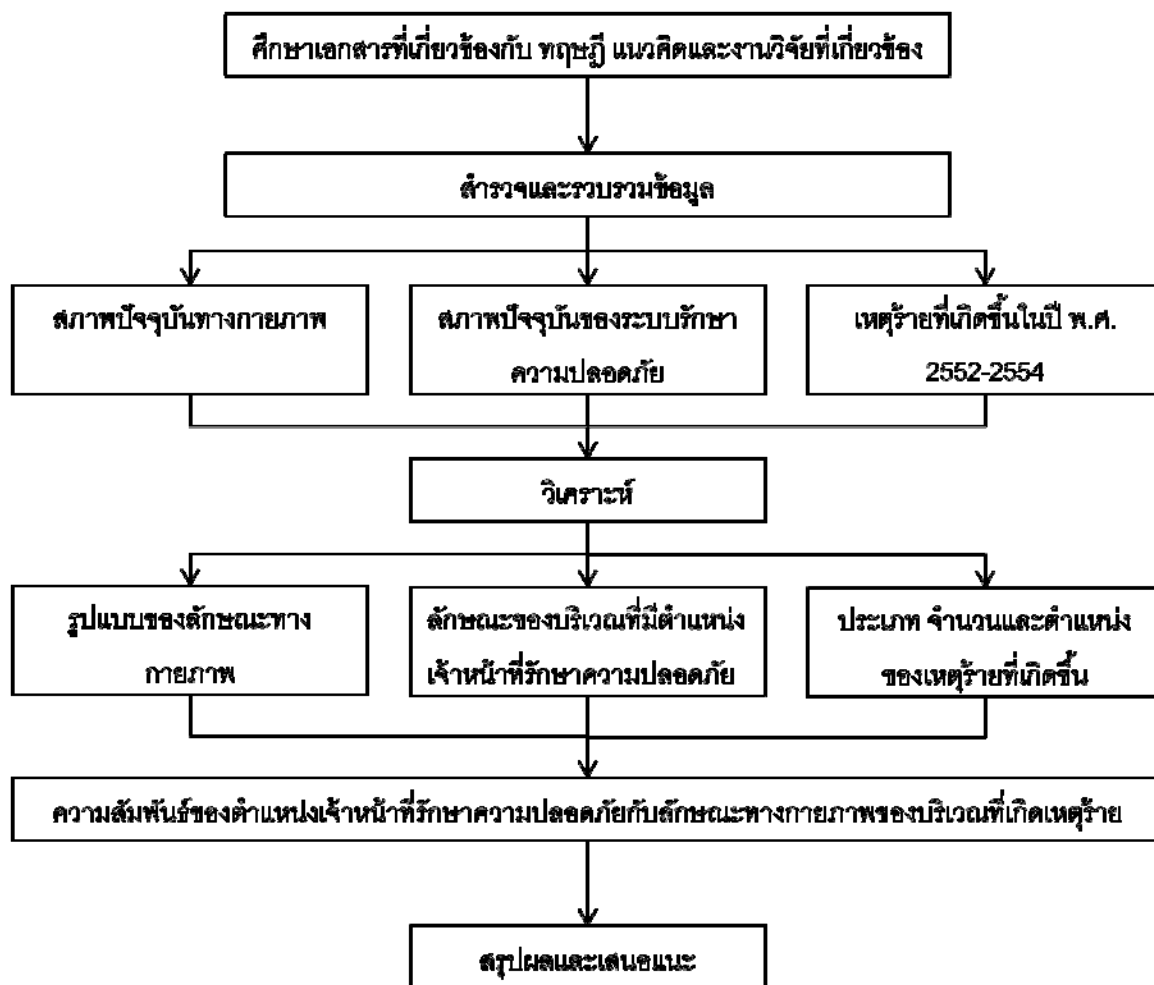 ศึกษาเอกสารที่เกี่ยวข้องกับ ทฤษฎี แนวคิดและงานวิจัยที่เกี่ยวข้อง
สำรวจและรวบรวมข้อมูล
สภาพปัจจุบันทางกายภาพ
สภาพปัจจุบันของระบบรักษา
ความปลอดภัย
เหตุร้ายที่เกิดขึ้นในปี พ.ศ.
2552-2554
วิเคราะห์
รูปแบบของลักษณะทาง
กายภาพ
ลักษณะของบริเวณที่มีตำแหน่ง
เจ้าหน้าที่รักษาความปลอดภัย
ประเภท จำนวนและตำแหน่ง
ของเหตุร้ายที่เกิดขึ้น
ความสัมพันธ์ของตำแหน่งเจ้าหน้าที่รักษาความปลอดภัยกับลักษณะทางกายภาพของบริเวณที่เกิดเหตุร้าย
สรุปผลและเสนอแนะ